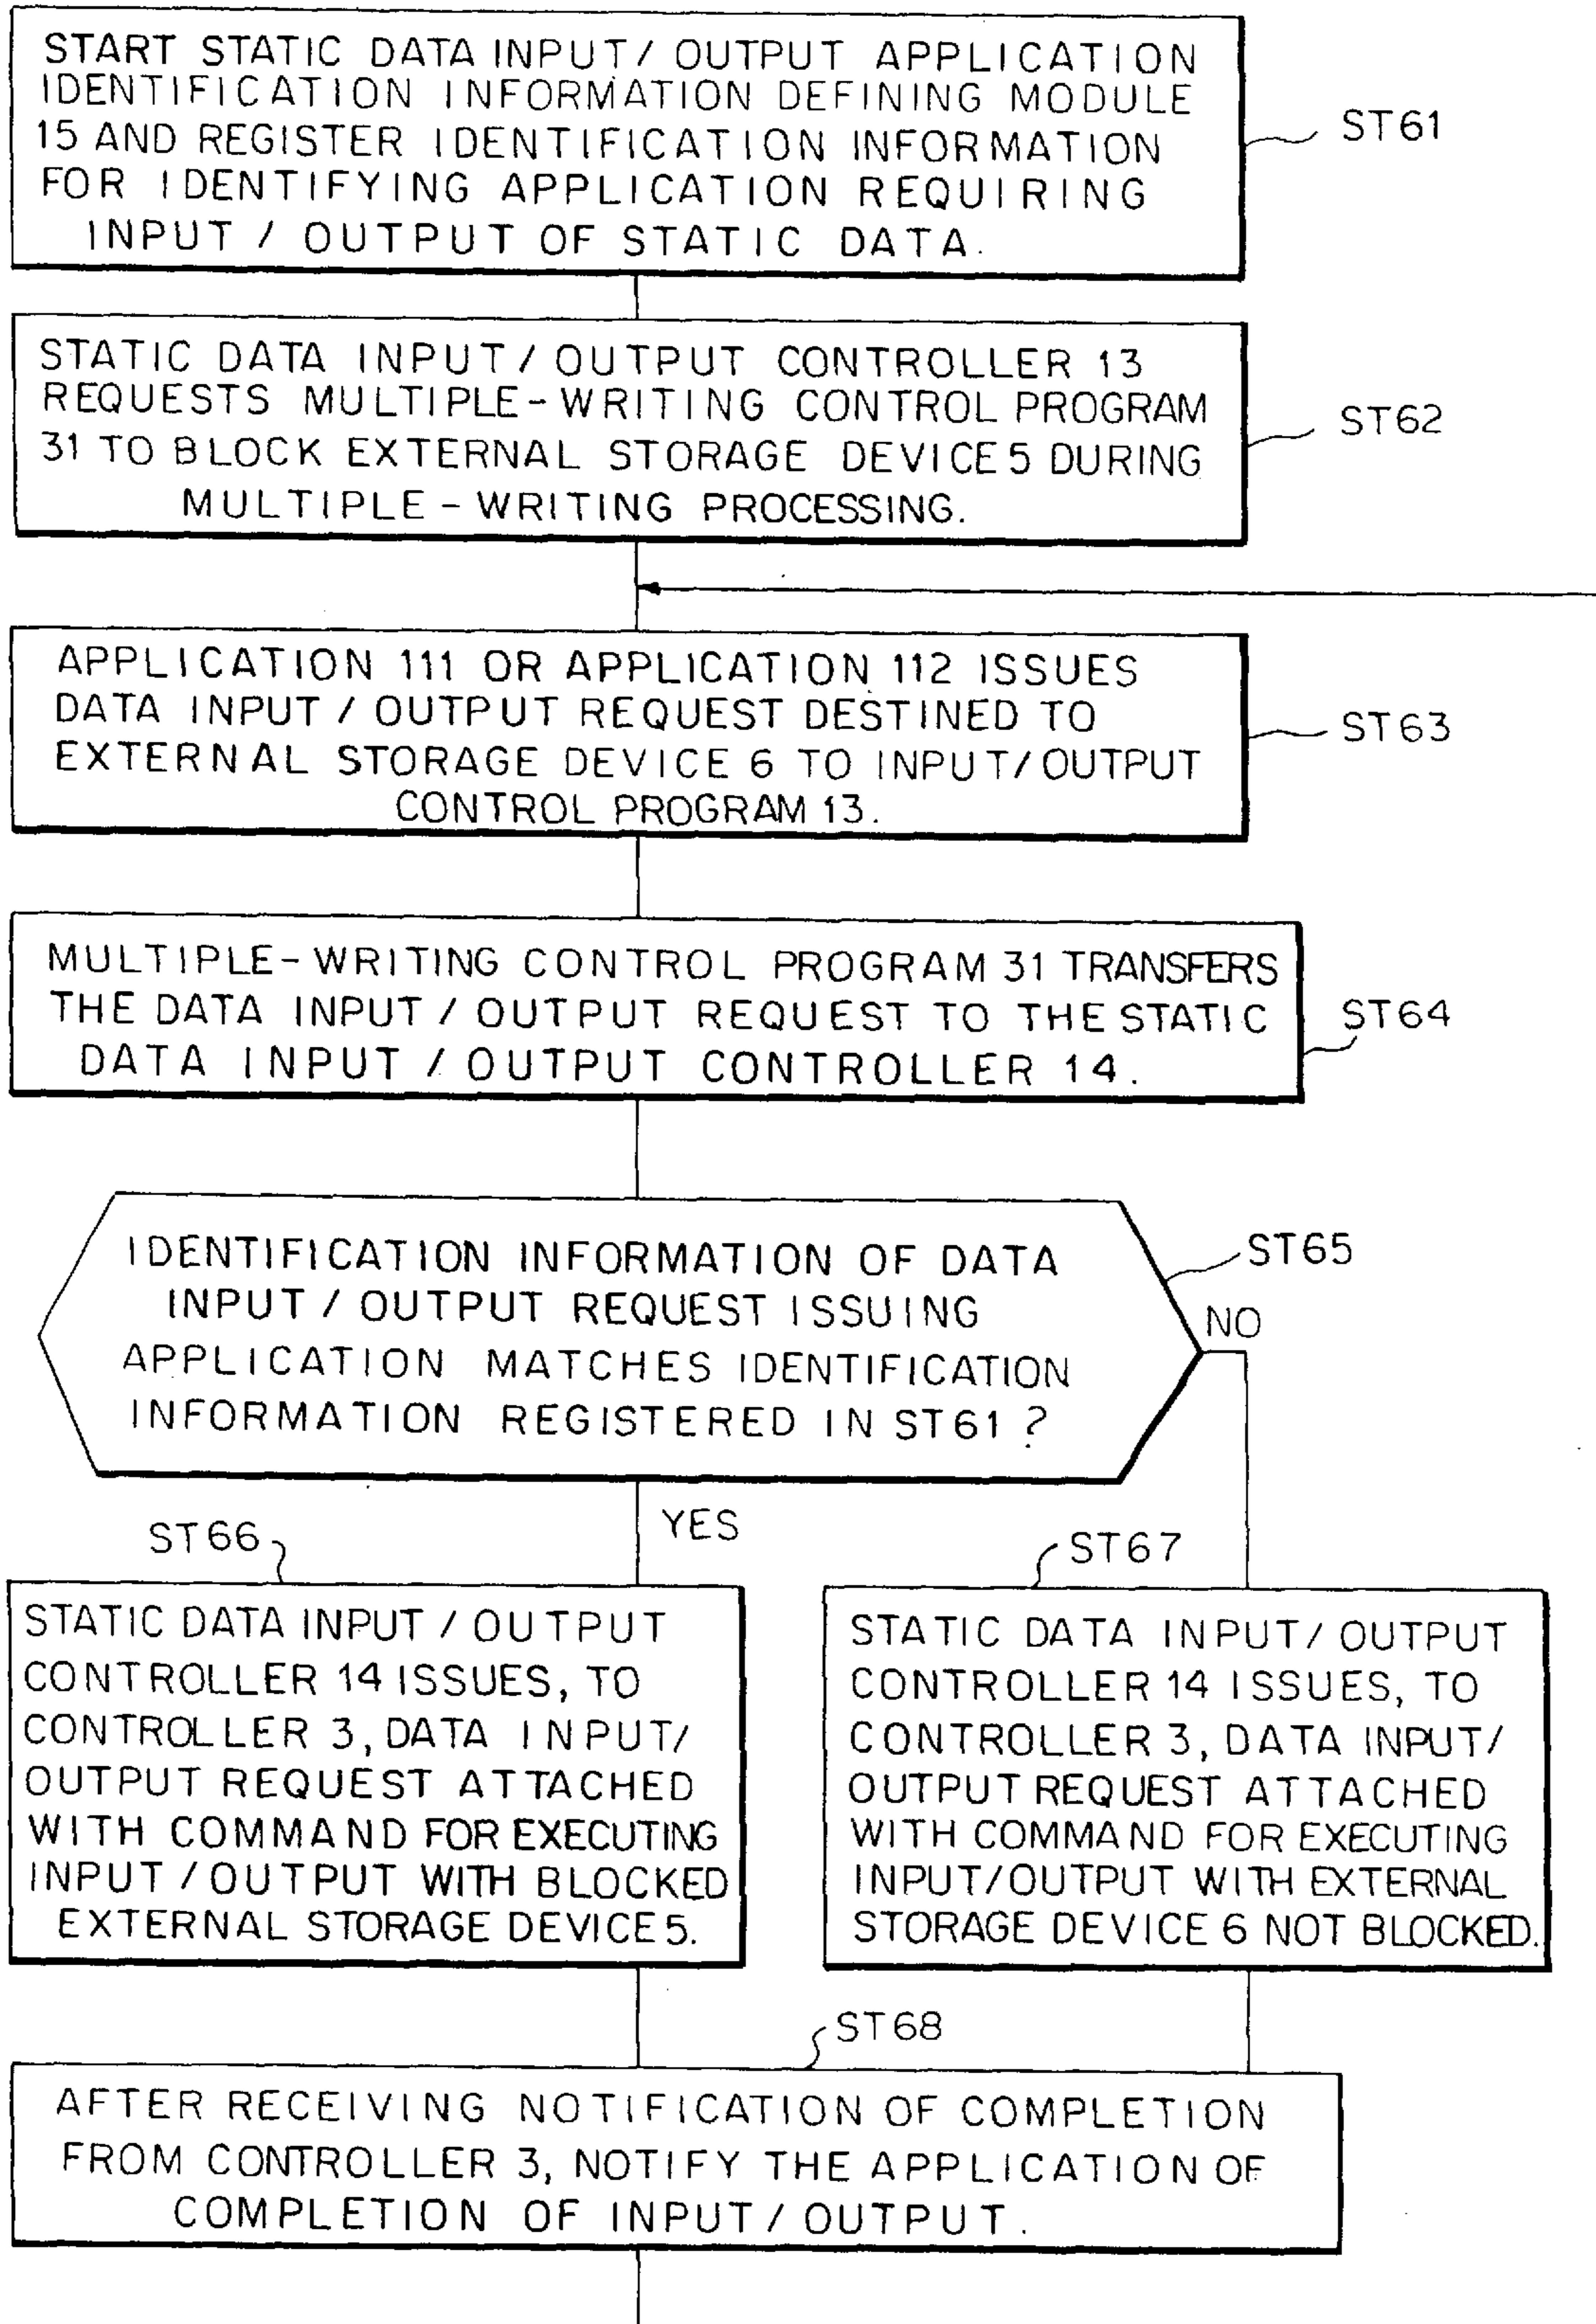 START STATIC DATA INPUT/ OUTPUT APPLICATION
IDENTIFICATION INFORMATION DEFINING MODULE
15 AND REGISTER IDENTIFICATION INFORMATION
FOR IDENTIFYING APPLICATION REQUIRING
INPUT / OUTPUT OF STATIC DATA.
ST61
STATIC DATA INPUT/ OUTPUT CONTROLLER 13
REQUESTS MULTIPLE-WRITING CONTROL PROGRAM
31 TO BLOCK EXTERNAL STORAGE DEVICE 5 DURING
MULTIPLE - WRITING PROCESSING.
ST62
APPLICATION 111 OR APPLICATION 112 ISSUES
DATA INPUT / OUTPUT REQUEST DESTINED TO
EXTERNAL STORAGE DEVICE 6 TO INPUT/OUTPUT
CONTROL PROGRAM 13.
ST63
MULTIPLE-WRITING CONTROL PROGRAM 31 TRANSFERS
THE DATA INPUT / OUTPUT REQUEST TO THE STATIC
DATA INPUT / OUTPUT CONTROLLER 14.
ST64
IDENTIFICATION INFORMATION OF DATA
INPUT / OUTPUT REQUEST ISSUING
APPLICATION MATCHES IDENTIFICATION
INFORMATION REGISTERED IN ST61 ?
ST65
NO
YES
ST66
STATIC DATA INPUT / OUTPUT
CONTROLLER 14 ISSUES, TO
CONTROLLER 3, DATA INPUT/
OUTPUT REQUEST ATTACHED
WITH COMMAND FOR EXECUTING
INPUT / OUTPUT WITH BLOCKED
EXTERNAL STORAGE DEVICE 5.
ST67
STATIC DATA INPUT/ OUTPUT
CONTROLLER 14 ISSUES, TO
CONTROLLER 3, DATA INPUT/
OUTPUT REQUEST ATTACHED
WITH COMMAND FOR EXECUTING
INPUT/OUTPUT WITH EXTERNAL
STORAGE DEVICE 6 NOT BLOCKED.
ST68
AFTER RECEIVING NOTIFICATION OF COMPLETION
FROM CONTROLLER 3, NOTIFY THE APPLICATION OF
COMPLETION OF INPUT / OUTPUT.